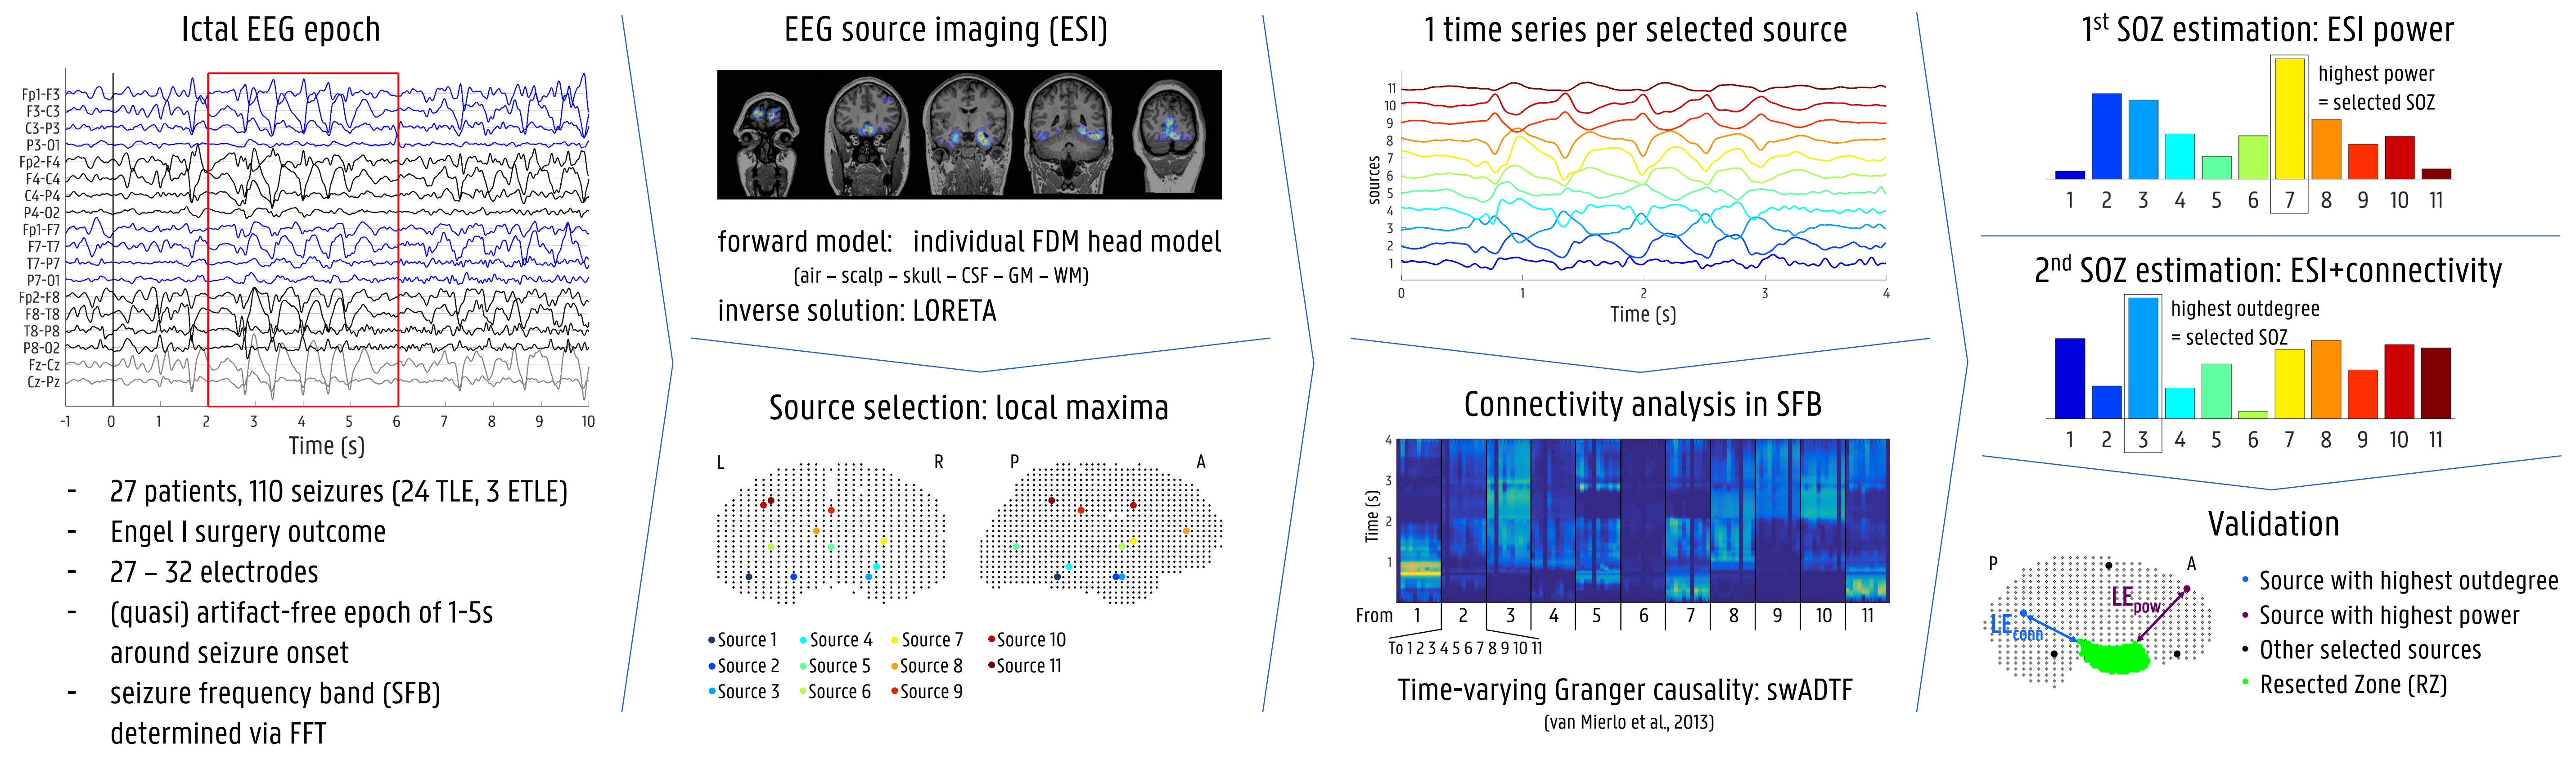 Ictal EEG epoch
Fp1-F3
F3-C3
C3-P3
P3-O1
Fp2-F4
F4-C4
C4-P4
P4-O2
Fp1-F7
F7-T7
T7-P7
P7-O1
Fp2-F8
F8-T8
T8-P8
P8-O2
Fz-Cz
Cz-Pz
-1 0 1 2 3 4 5 6 7 8 9 10
Time (s)
- 27 patients, 110 seizures (24 TLE, 3 ETLE)
- Engel I surgery outcome
- 27 – 32 electrodes
- (quasi) artifact-free epoch of 1-5s
around seizure onset
- seizure frequency band (SFB)
determined via FFT
EEG source imaging (ESI)
forward model: individual FDM head model
(air – scalp – skull – CSF – GM – WM)
inverse solution: LORETA
Source selection: local maxima
L R P A
Source 1 Source 4 Source 7 Source 10
Source 2 Source 5 Source 8 Source 11
Source 3 Source 6 Source 9
1 time series per selected source
11
10
9
8
7
6
5
4
3
2
1
sources
0 1 2 3 4
Time (s)
Connectivity analysis in SFB
4
3
2
1
Time (s)
From 1 2 3 4 5 6 7 8 9 10 11
To 1 2 3 4 5 6 7 8 9 10 11
Time-varying Granger causality: swADTF
(van Mierlo et al., 2013)
1st SOZ estimation: ESI power
highest power
= selected SOZ
1 2 3 4 5 6 7 8 9 10 11
2nd SOZ estimation: ESI+connectivity
highest outdegree
= selected SOZ
1 2 3 4 5 6 7 8 9 10 11
Validation
P A
LEpow
LEconn
Source with highest outdegree
Source with highest power
Other selected sources
Resected Zone (RZ)